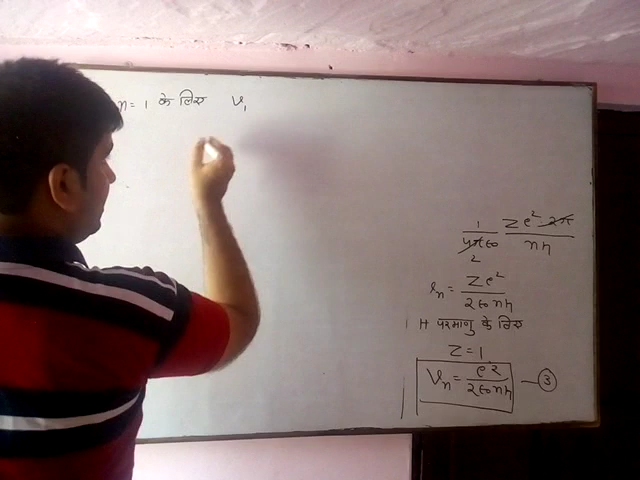 n = 1 के लिए V₁
1/4πε₀ Ze² 2π/nh
2
Vn = Ze²/2ε₀nh
H परमाणु के लिए
Z = 1
Vn = e²/2ε₀nh — ③